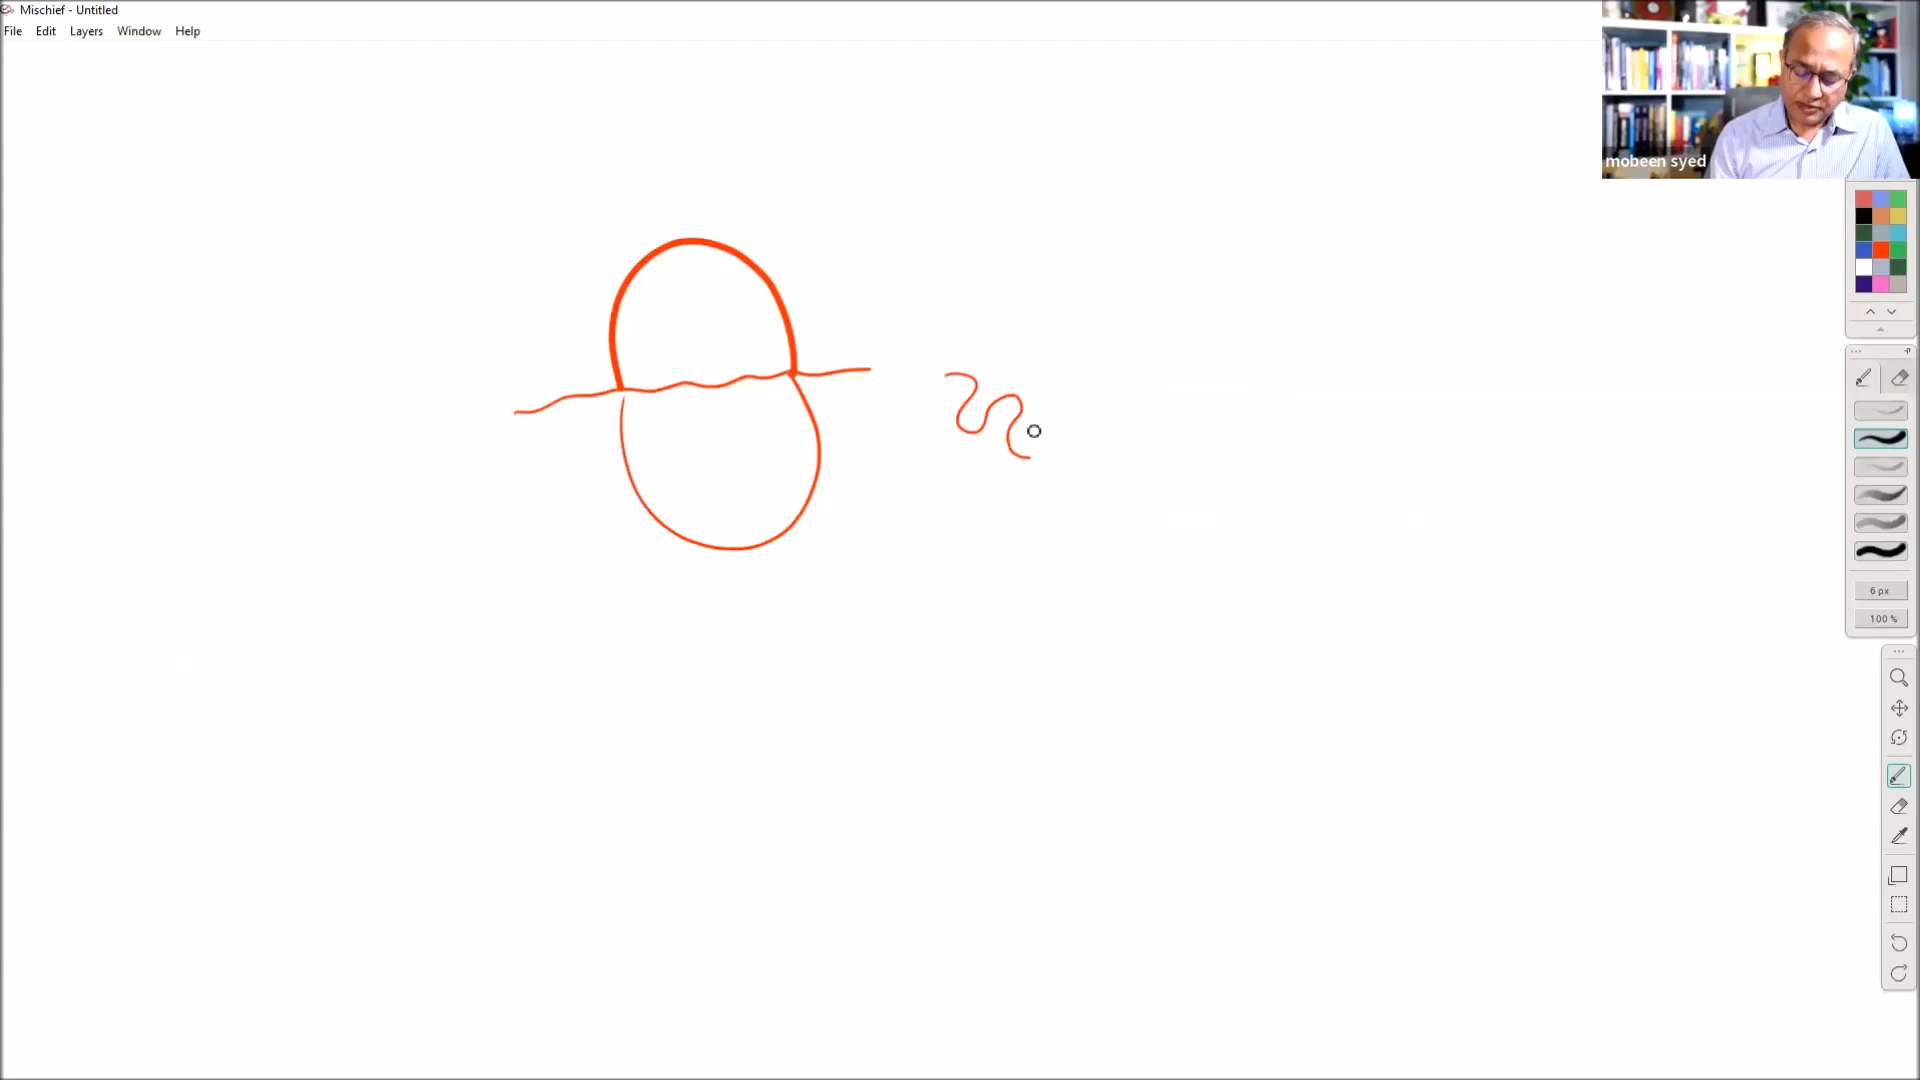 Mischief - Untitled
File Edit Layers Window Help
mobeen syed
6 px
100 %